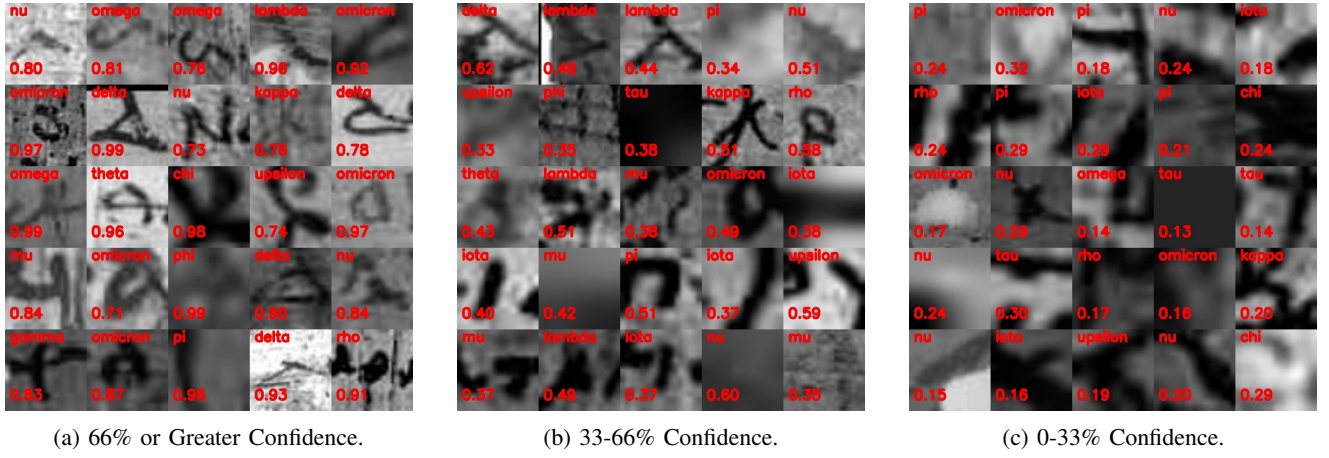 nu omega omega lambda omicron
0.80 0.81 0.76 0.96 0.92
omicron delta nu kappa delta
0.97 0.99 0.73 0.76 0.78
omega theta chi upsilon omicron
0.99 0.96 0.98 0.74 0.97
mu omicron phi delta nu
0.84 0.71 0.99 0.90 0.84
gamma omicron pi delta rho
0.83 0.87 0.96 0.93 0.91
(a) 66% or Greater Confidence.
delta lambda lambda pi nu
0.62 0.48 0.44 0.34 0.51
upsilon phi tau kappa rho
0.33 0.35 0.38 0.51 0.58
theta lambda mu omicron iota
0.43 0.51 0.38 0.49 0.38
iota mu pi iota upsilon
0.40 0.42 0.51 0.37 0.59
mu lambda iota nu mu
0.37 0.49 0.37 0.60 0.35
(b) 33-66% Confidence.
pi omicron pi nu iota
0.24 0.32 0.18 0.24 0.18
rho pi iota pi chi
0.24 0.29 0.29 0.21 0.24
omicron nu omega tau tau
0.17 0.29 0.14 0.13 0.14
nu tau rho omicron kappa
0.24 0.30 0.17 0.16 0.20
nu iota upsilon nu chi
0.15 0.16 0.19 0.20 0.29
(c) 0-33% Confidence.